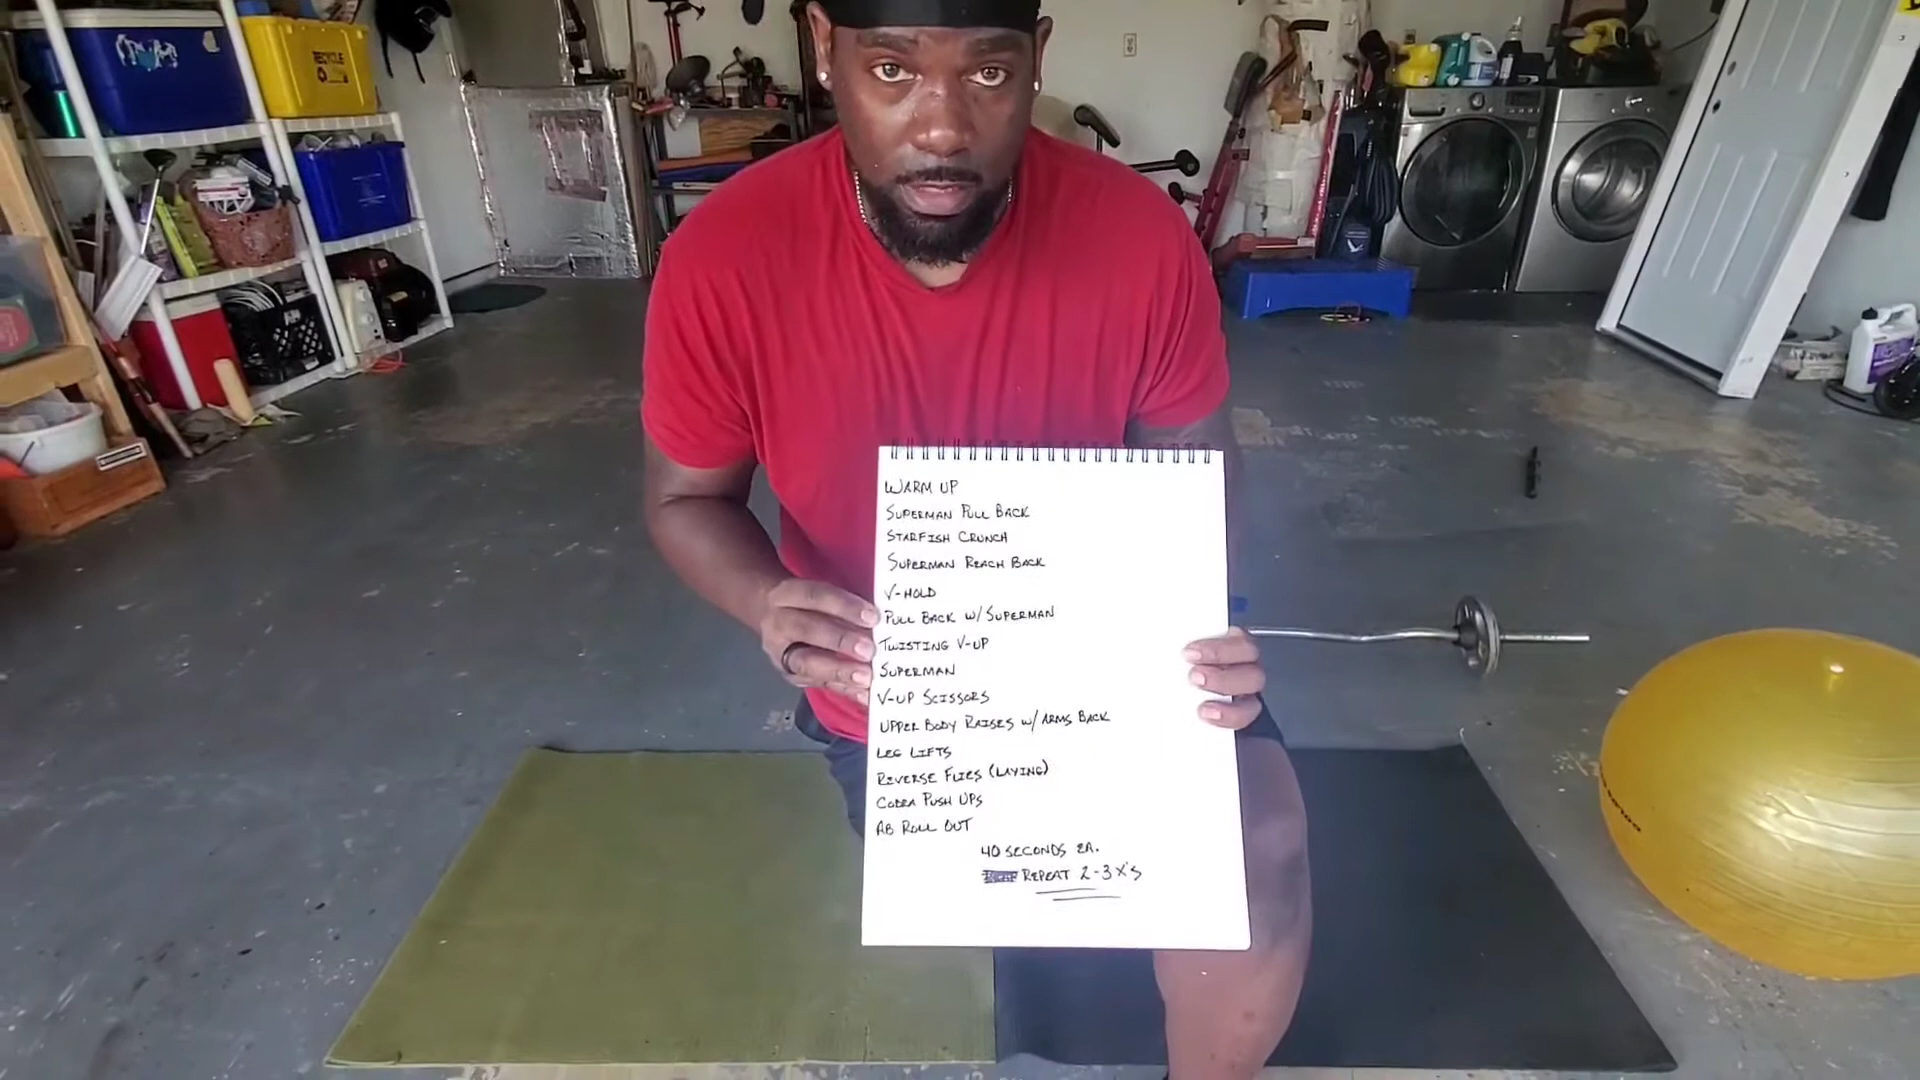 RECYCLE
WARM UP
SUPERMAN PULL BACK
STARFISH CRUNCH
SUPERMAN REACH BACK
V-HOLD
PULL BACK W/ SUPERMAN
TWISTING V-UP
SUPERMAN
V-UP SCISSORS
UPPER BODY RAISES W/ ARMS BACK
LEG LIFTS
REVERSE FLIES (LAYING)
COBRA PUSH UPS
AB ROLL OUT
40 SECONDS EA.
REPEAT 2-3 X'S